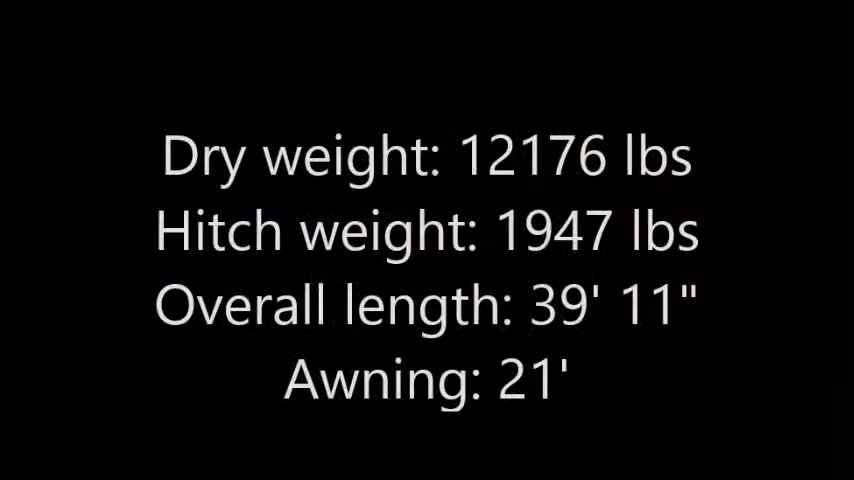 Dry weight: 12176 lbs
Hitch weight: 1947 lbs
Overall length: 39' 11"
Awning: 21'